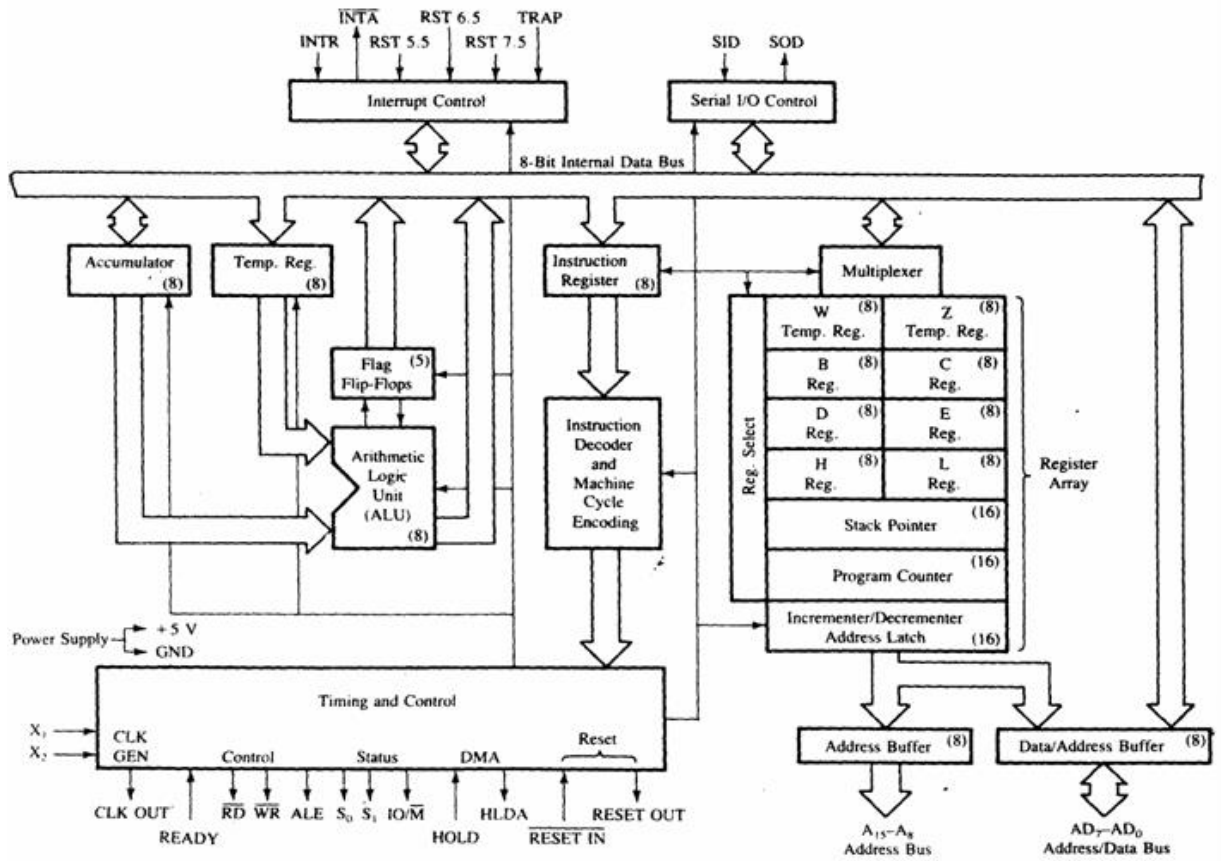 INTA RST 6.5 TRAP
INTR RST 5.5 RST 7.5
SID SOD
Interrupt Control
Serial I/O Control
8-Bit Internal Data Bus
Accumulator
(8)
Temp. Reg.
(8)
Instruction
Register (8)
Multiplexer
Flag (5)
Flip-Flops
Arithmetic
Logic
Unit
(ALU)
(8)
Instruction
Decoder
and
Machine
Cycle
Encoding
Reg. Select
W (8)
Temp. Reg.
Z (8)
Temp. Reg.
B (8)
Reg.
C (8)
Reg.
D (8)
Reg.
E (8)
Reg.
H (8)
Reg.
L (8)
Reg.
(16)
Stack Pointer
(16)
Program Counter
Incrementer/Decrementer
Address Latch (16)
Register
Array
Power Supply
+5 V
GND
Timing and Control
X₁
X₂
CLK
GEN
Control
Status
DMA
Reset
CLK OUT
READY
RD WR ALE S₀ S₁ IO/M
HOLD
HLDA
RESET IN
RESET OUT
Address Buffer (8)
Data/Address Buffer (8)
A₁₅–A₈
Address Bus
AD₇–AD₀
Address/Data Bus